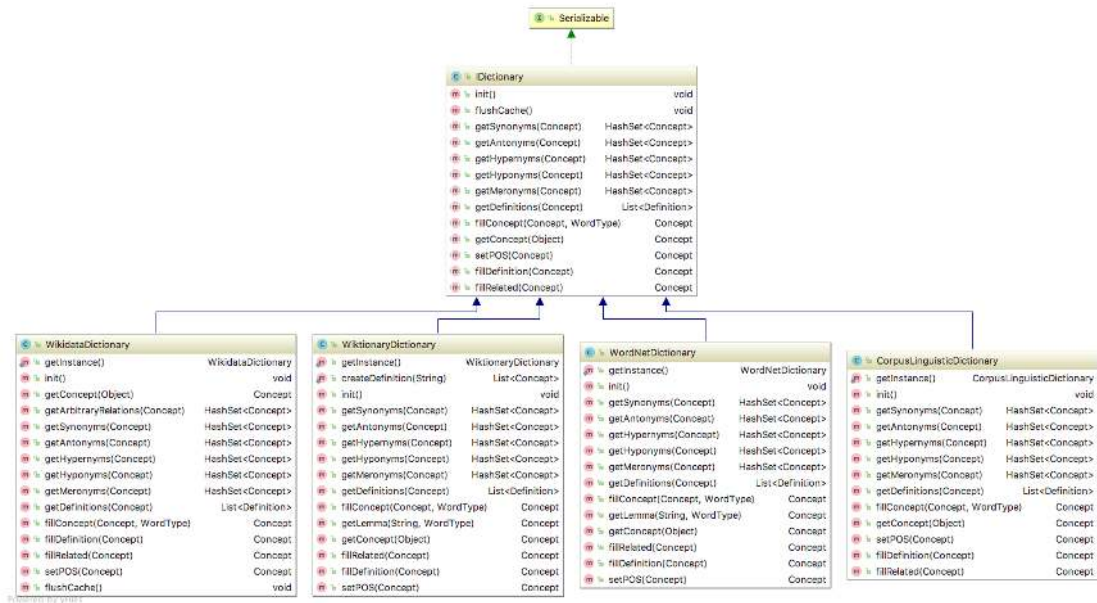 Serializable
IDictionary
init() void
flushCache() void
getSynonyms(Concept) HashSet<Concept>
getAntonyms(Concept) HashSet<Concept>
getHypernyms(Concept) HashSet<Concept>
getHyponyms(Concept) HashSet<Concept>
getMeronyms(Concept) HashSet<Concept>
getDefinitions(Concept) List<Definition>
fillConcept(Concept, WordType) Concept
getConcept(Object) Concept
setPOS(Concept) Concept
fillDefinition(Concept) Concept
fillRelated(Concept) Concept
WikidataDictionary
getInstance() WikidataDictionary
init() void
getConcept(Object) Concept
getArbitraryRelations(Concept) HashSet<Concept>
getSynonyms(Concept) HashSet<Concept>
getAntonyms(Concept) HashSet<Concept>
getHypernyms(Concept) HashSet<Concept>
getHyponyms(Concept) HashSet<Concept>
getMeronyms(Concept) HashSet<Concept>
getDefinitions(Concept) List<Definition>
fillConcept(Concept, WordType) Concept
fillDefinition(Concept) Concept
fillRelated(Concept) Concept
setPOS(Concept) Concept
flushCache() void
WiktionaryDictionary
getInstance() WiktionaryDictionary
createDefinition(String) List<Concept>
init() void
getSynonyms(Concept) HashSet<Concept>
getAntonyms(Concept) HashSet<Concept>
getHypernyms(Concept) HashSet<Concept>
getHyponyms(Concept) HashSet<Concept>
getMeronyms(Concept) HashSet<Concept>
getDefinitions(Concept) List<Definition>
fillConcept(Concept, WordType) Concept
getLemma(String, WordType) Concept
getConcept(Object) Concept
fillRelated(Concept) Concept
fillDefinition(Concept) Concept
setPOS(Concept) Concept
WordNetDictionary
getInstance() WordNetDictionary
init() void
getSynonyms(Concept) HashSet<Concept>
getAntonyms(Concept) HashSet<Concept>
getHypernyms(Concept) HashSet<Concept>
getHyponyms(Concept) HashSet<Concept>
getMeronyms(Concept) HashSet<Concept>
getDefinitions(Concept) List<Definition>
fillConcept(Concept, WordType) Concept
getLemma(String, WordType) Concept
getConcept(Object) Concept
fillRelated(Concept) Concept
fillDefinition(Concept) Concept
setPOS(Concept) Concept
CorpusLinguisticDictionary
getInstance() CorpusLinguisticDictionary
init() void
getSynonyms(Concept) HashSet<Concept>
getAntonyms(Concept) HashSet<Concept>
getHypernyms(Concept) HashSet<Concept>
getHyponyms(Concept) HashSet<Concept>
getMeronyms(Concept) HashSet<Concept>
getDefinitions(Concept) List<Definition>
fillConcept(Concept, WordType) Concept
getConcept(Object) Concept
setPOS(Concept) Concept
fillDefinition(Concept) Concept
fillRelated(Concept) Concept
Powered by yFiles